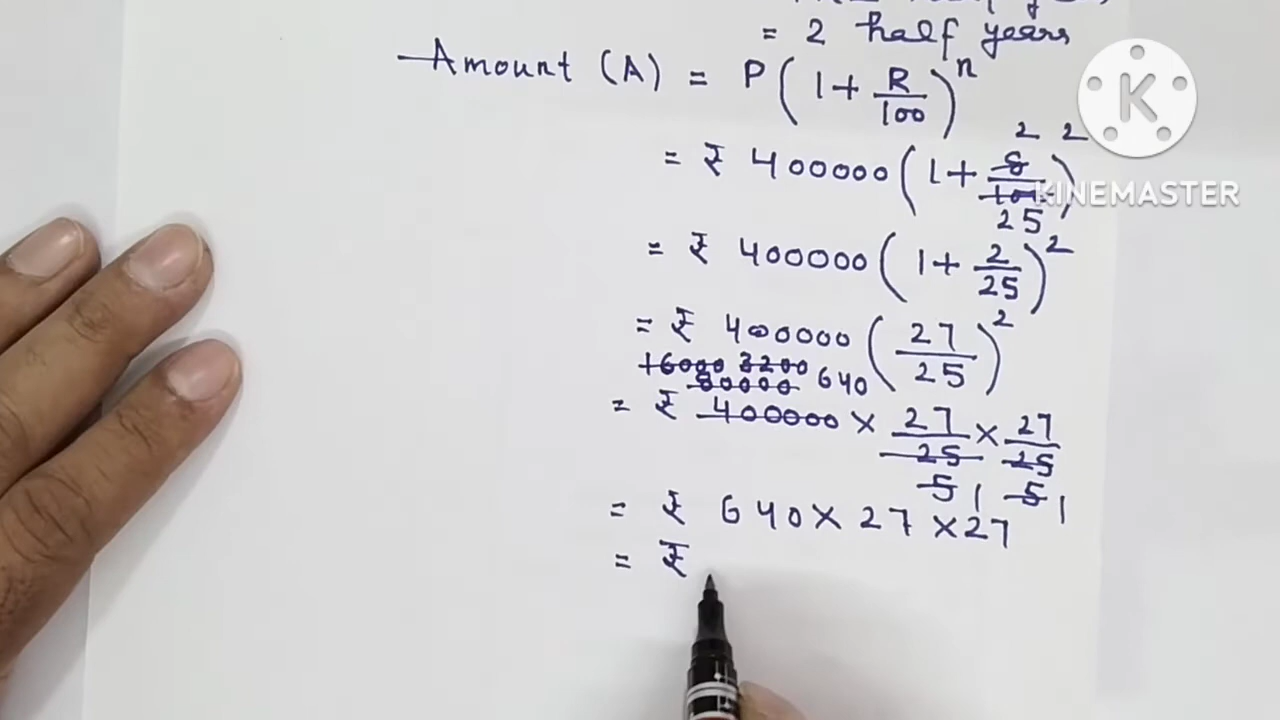 = 2 half years
Amount (A) = P(1 + R/100)^n
= ₹ 400000(1 + 8/100)^2
2
25
= ₹ 400000(1 + 2/25)^2
= ₹ 400000(27/25)^2
16000 3200
80000 640
= ₹ 400000 × 27/25 × 27/25
5 1 5 1
= ₹ 640 × 27 × 27
= ₹
K
KINEMASTER